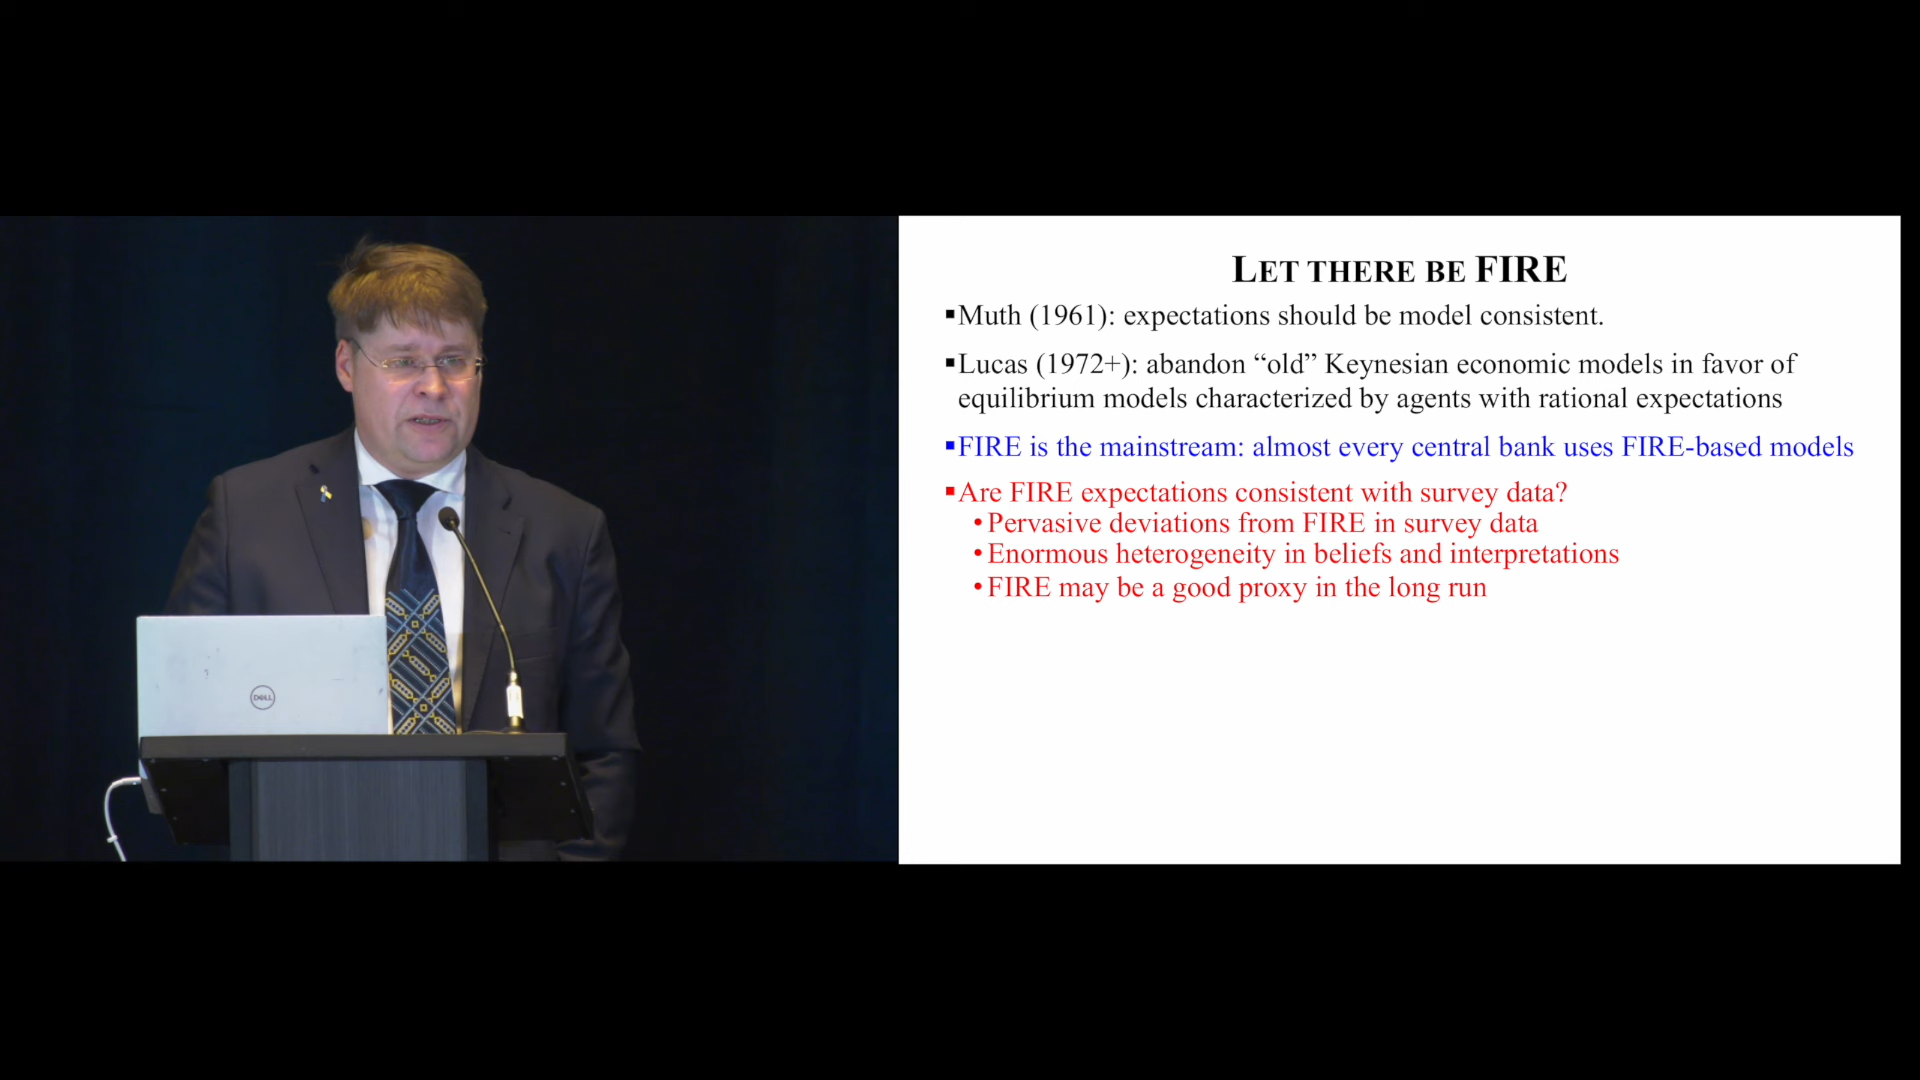 LET THERE BE FIRE
▪Muth (1961): expectations should be model consistent.
▪Lucas (1972+): abandon “old” Keynesian economic models in favor of
equilibrium models characterized by agents with rational expectations
▪FIRE is the mainstream: almost every central bank uses FIRE-based models
▪Are FIRE expectations consistent with survey data?
•Pervasive deviations from FIRE in survey data
•Enormous heterogeneity in beliefs and interpretations
•FIRE may be a good proxy in the long run
DELL